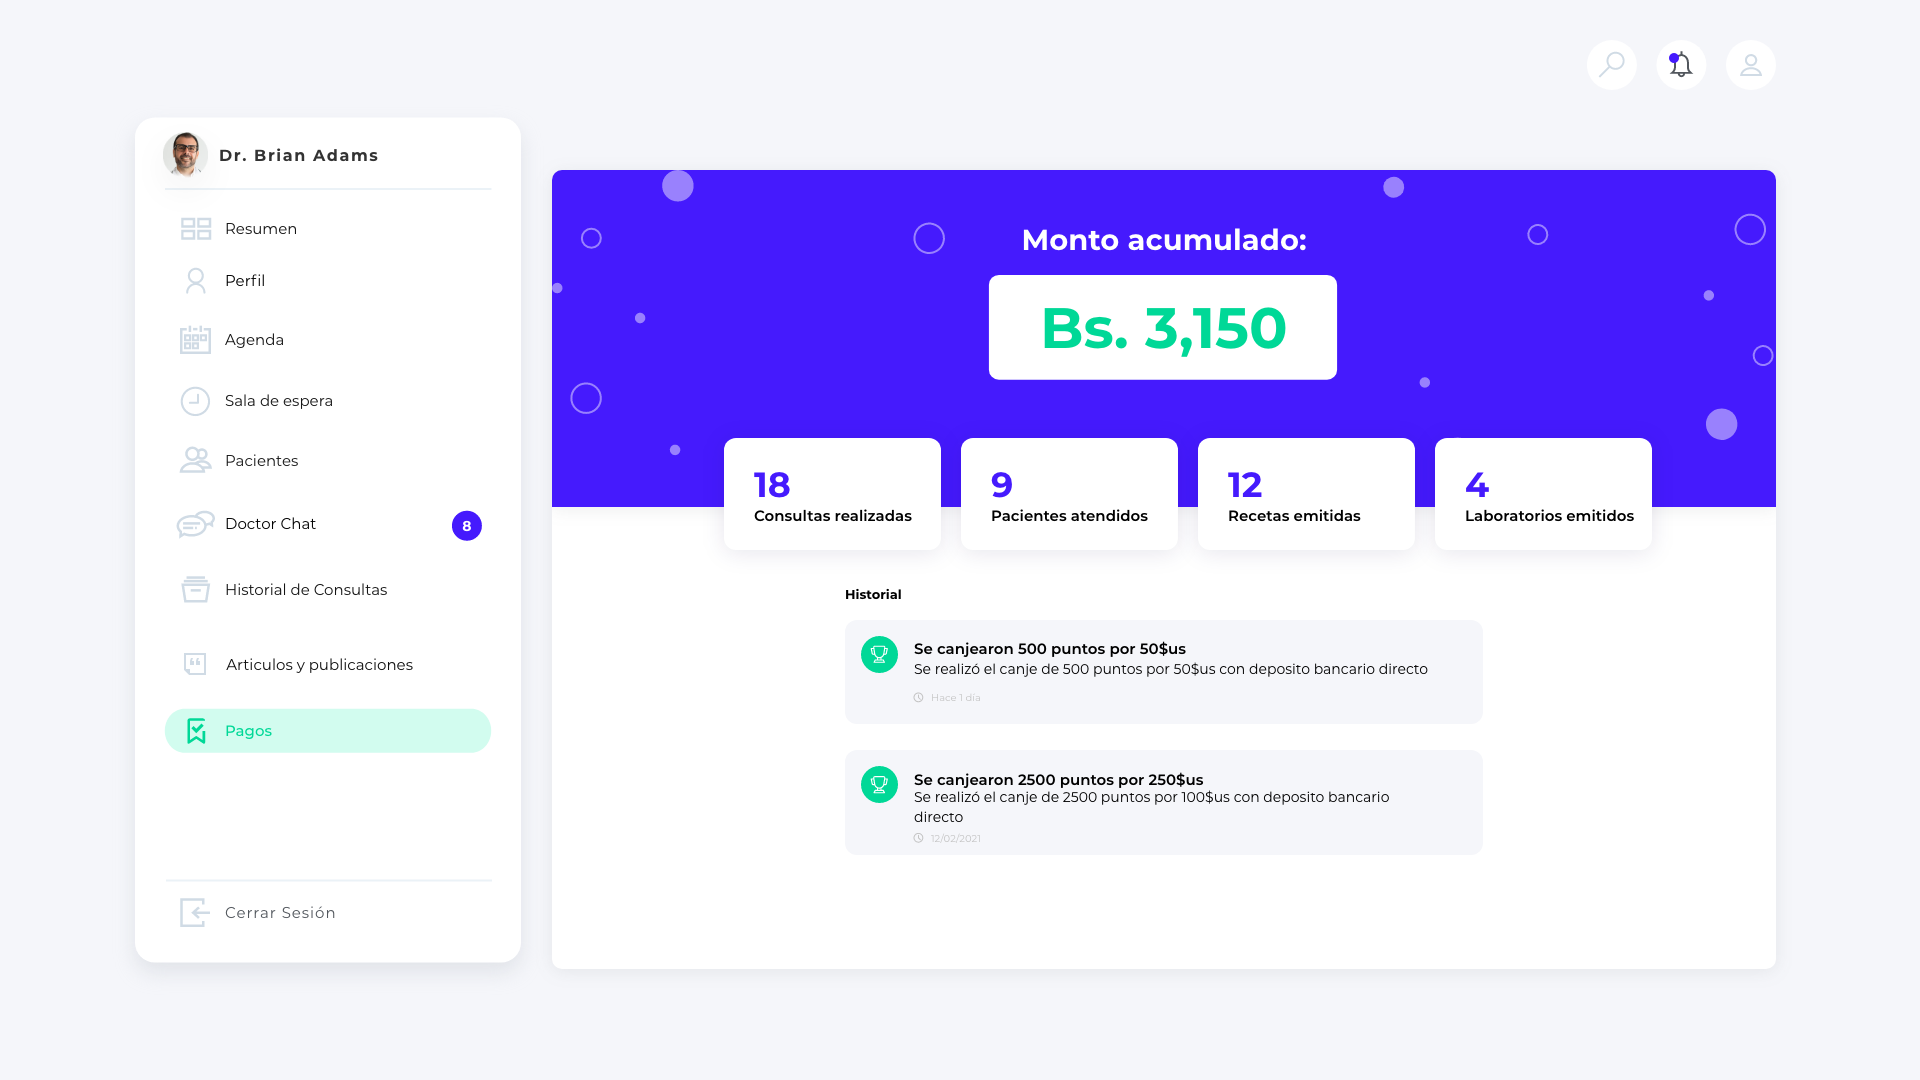 Dr. Brian Adams
Resumen
Perfil
Agenda
Sala de espera
Pacientes
Doctor Chat
8
Historial de Consultas
Articulos y publicaciones
Pagos
Cerrar Sesión
Monto acumulado:
Bs. 3,150
18
Consultas realizadas
9
Pacientes atendidos
12
Recetas emitidas
4
Laboratorios emitidos
Historial
Se canjearon 500 puntos por 50$us
Se realizó el canje de 500 puntos por 50$us con deposito bancario directo
Hace 1 día
Se canjearon 2500 puntos por 250$us
Se realizó el canje de 2500 puntos por 100$us con deposito bancario
directo
12/02/2021